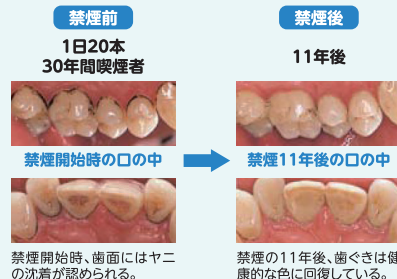 禁煙前
1日20本
30年間喫煙者
禁煙開始時の口の中
禁煙開始時、歯面にはヤニ
の沈着が認められる。
禁煙後
11年後
禁煙11年後の口の中
禁煙の11年後、歯ぐきは健
康的な色に回復している。